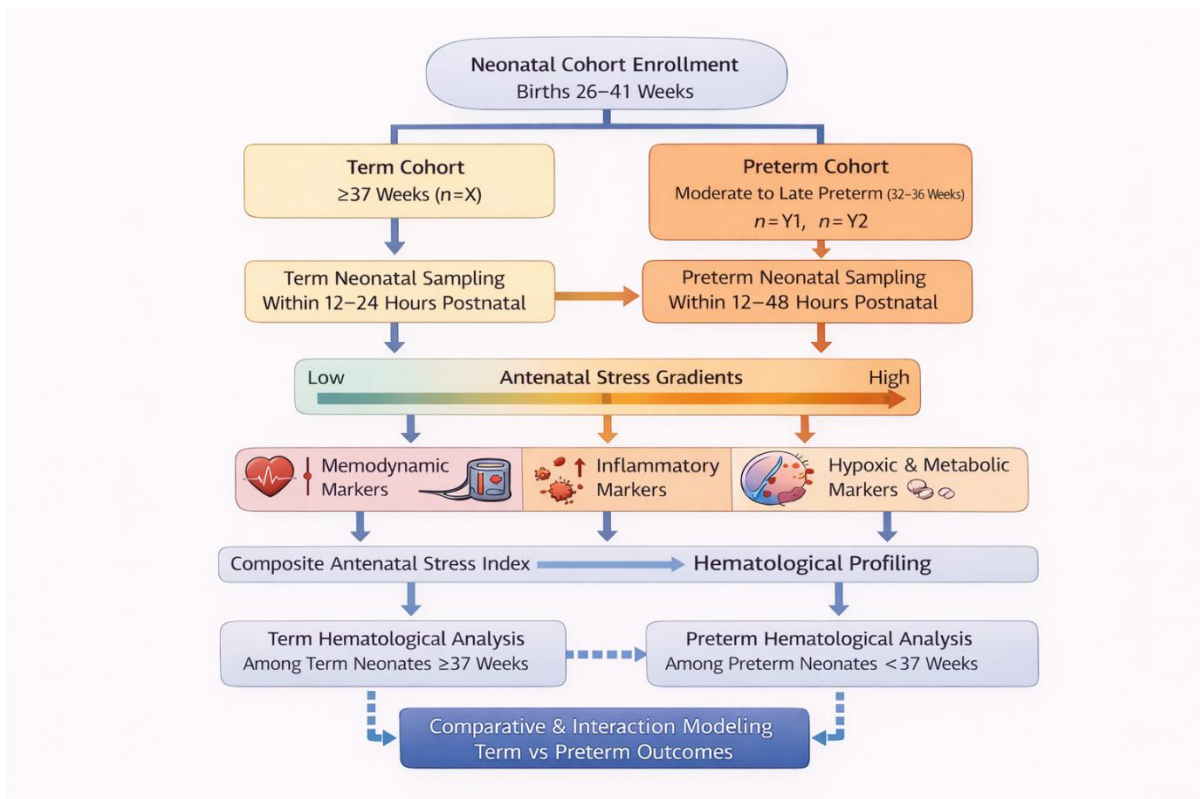 Neonatal Cohort Enrollment
Births 26–41 Weeks
Term Cohort
≥37 Weeks (n=X)
Preterm Cohort
Moderate to Late Preterm (32–36 Weeks)
n=Y1, n=Y2
Term Neonatal Sampling
Within 12–24 Hours Postnatal
Preterm Neonatal Sampling
Within 12–48 Hours Postnatal
Low Antenatal Stress Gradients High
Memodynamic
Markers
Inflammatory
Markers
Hypoxic & Metabolic
Markers
Composite Antenatal Stress Index
Hematological Profiling
Term Hematological Analysis
Among Term Neonates ≥37 Weeks
Preterm Hematological Analysis
Among Preterm Neonates <37 Weeks
Comparative & Interaction Modeling
Term vs Preterm Outcomes